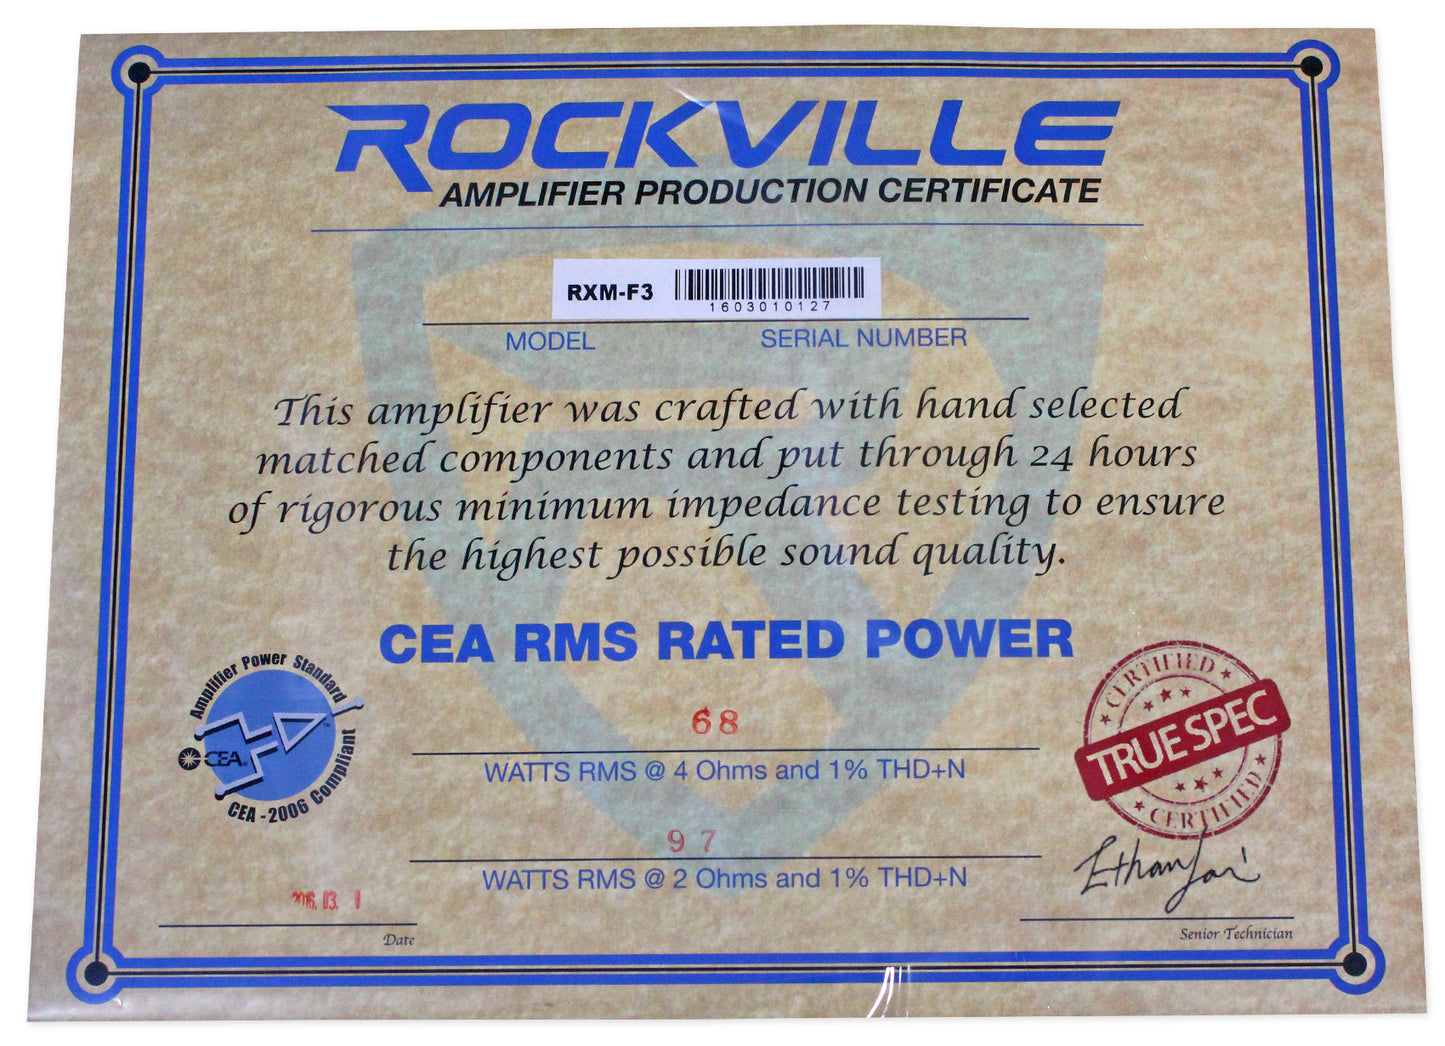 ROCKVILLE
AMPLIFIER PRODUCTION CERTIFICATE
RXM-F3
1603010127
MODEL SERIAL NUMBER
This amplifier was crafted with hand selected
matched components and put through 24 hours
of rigorous minimum impedance testing to ensure
the highest possible sound quality.
CEA RMS RATED POWER
68
WATTS RMS @ 4 Ohms and 1% THD+N
97
WATTS RMS @ 2 Ohms and 1% THD+N
Amplifier Power Standard
CEA®
TM
CEA - 2006 Compliant
CERTIFIED
TRUE SPEC
CERTIFIED
Date
Senior Technician